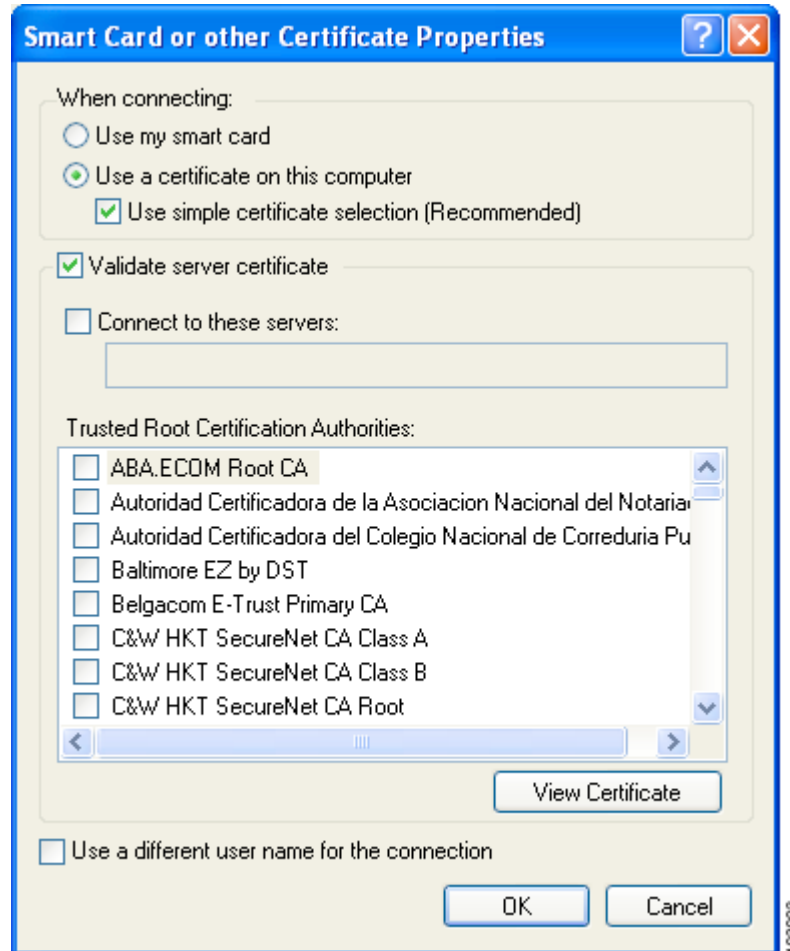 Smart Card or other Certificate Properties
When connecting:
Use my smart card
Use a certificate on this computer
Use simple certificate selection (Recommended)
Validate server certificate
Connect to these servers:
Trusted Root Certification Authorities:
ABA.ECOM Root CA
Autoridad Certificadora de la Asociacion Nacional del Notaria
Autoridad Certificadora del Colegio Nacional de Correduria Pu
Baltimore EZ by DST
Belgacom E-Trust Primary CA
C&W HKT SecureNet CA Class A
C&W HKT SecureNet CA Class B
C&W HKT SecureNet CA Root
View Certificate
Use a different user name for the connection
OK Cancel